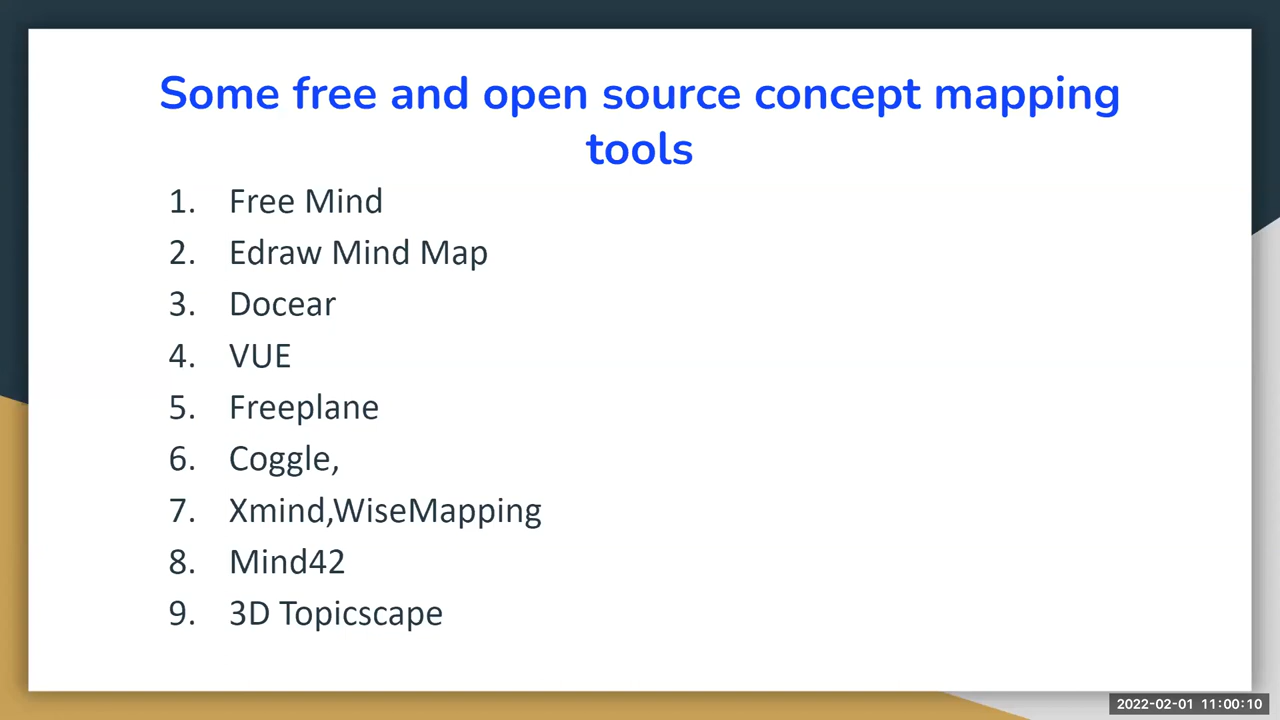 Some free and open source concept mapping
tools
1. Free Mind
2. Edraw Mind Map
3. Docear
4. VUE
5. Freeplane
6. Coggle,
7. Xmind,WiseMapping
8. Mind42
9. 3D Topicscape
2022-02-01 11:00:10